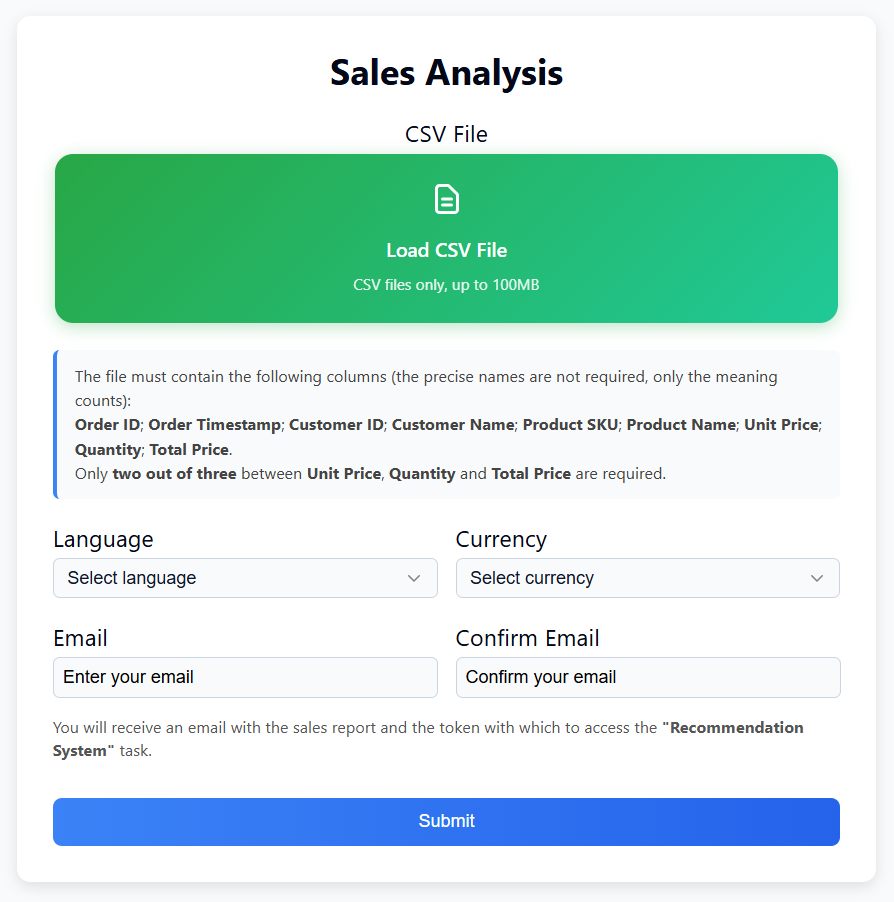 Sales Analysis
CSV File
Load CSV File
CSV files only, up to 100MB
The file must contain the following columns (the precise names are not required, only the meaning
counts):
Order ID; Order Timestamp; Customer ID; Customer Name; Product SKU; Product Name; Unit Price;
Quantity; Total Price.
Only two out of three between Unit Price, Quantity and Total Price are required.
Language
Currency
Select language
Select currency
Email
Confirm Email
Enter your email
Confirm your email
You will receive an email with the sales report and the token with which to access the "Recommendation
System" task.
Submit